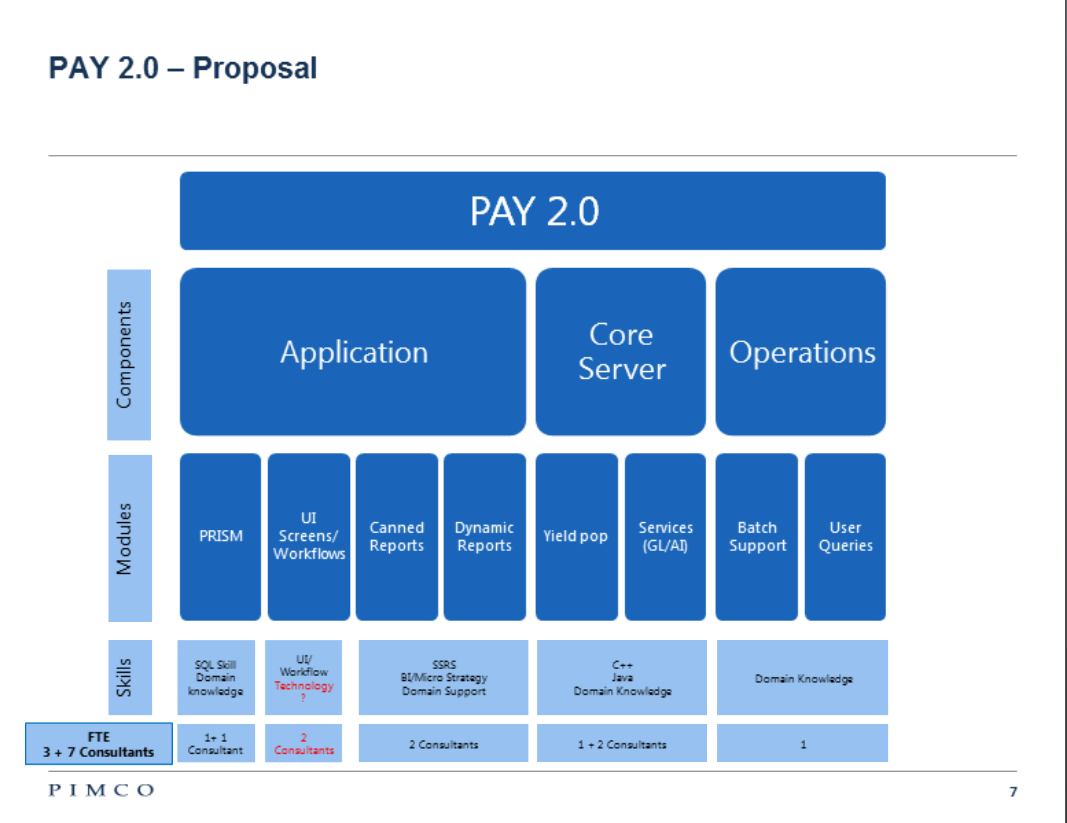 PAY 2.0 – Proposal
PAY 2.0
Components
Application
Core
Server
Operations
Modules
PRISM
UI
Screens/
Workflows
Canned
Reports
Dynamic
Reports
Yield pop
Services
(GL/AI)
Batch
Support
User
Queries
Skills
SQL Skill
Domain
knowledge
UI/
Workflow
Technology
?
SSRS
BI/Micro Strategy
Domain Support
C++
Java
Domain Knowledge
Domain Knowledge
FTE
3 + 7 Consultants
1+ 1
Consultant
2
Consultants
2 Consultants
1 + 2 Consultants
1
PIMCO
7